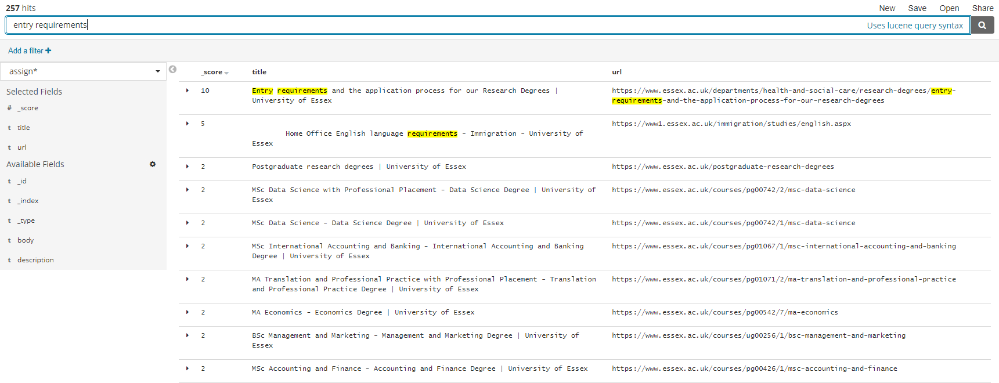 257 hits
New Save Open Share
entry requirements
Uses lucene query syntax
Add a filter
assign*
Selected Fields
# _score
t title
t url
Available Fields
t _id
t _index
t _type
t body
t description
_score title url
10 Entry requirements and the application process for our Research Degrees | https://www.essex.ac.uk/departments/health-and-social-care/research-degrees/entry-
University of Essex requirements-and-the-application-process-for-our-research-degrees
5 https://www1.essex.ac.uk/immigration/studies/english.aspx
Home Office English language requirements - Immigration - University of
Essex
2 Postgraduate research degrees | University of Essex https://www.essex.ac.uk/postgraduate-research-degrees
2 MSc Data Science with Professional Placement - Data Science Degree | University of https://www.essex.ac.uk/courses/pg00742/2/msc-data-science
Essex
2 MSc Data Science - Data Science Degree | University of Essex https://www.essex.ac.uk/courses/pg00742/1/msc-data-science
2 MSc International Accounting and Banking - International Accounting and Banking https://www.essex.ac.uk/courses/pg01067/1/msc-international-accounting-and-banking
Degree | University of Essex
2 MA Translation and Professional Practice with Professional Placement - Translation https://www.essex.ac.uk/courses/pg01071/2/ma-translation-and-professional-practice
and Professional Practice Degree | University of Essex
2 MA Economics - Economics Degree | University of Essex https://www.essex.ac.uk/courses/pg00542/7/ma-economics
2 BSc Management and Marketing - Management and Marketing Degree | University of https://www.essex.ac.uk/courses/ug00256/1/bsc-management-and-marketing
Essex
2 MSc Accounting and Finance - Accounting and Finance Degree | University of Essex https://www.essex.ac.uk/courses/pg00426/1/msc-accounting-and-finance